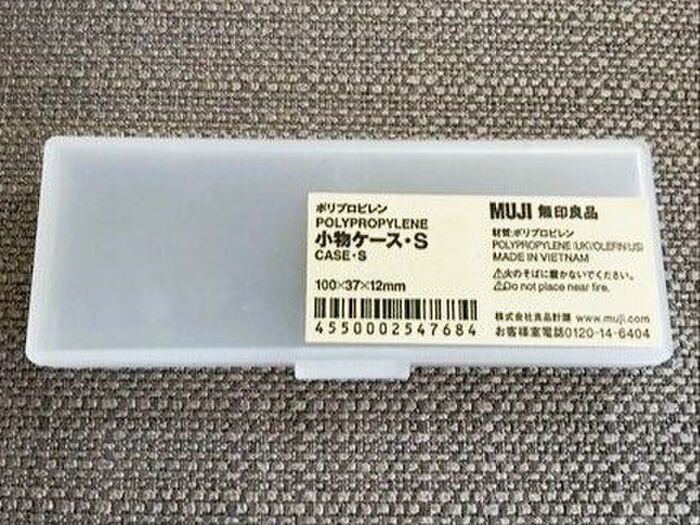 ポリプロピレン
POLYPROPYLENE
小物ケース・S
CASE・S
100×37×12mm
4550002547684
MUJI 無印良品
材質:ポリプロピレン
POLYPROPYLENE (UK)/OLEFIN(US)
MADE IN VIETNAM
⚠火のそばに置かないでください。
⚠Do not place near fire.
株式会社良品計画 www.muji.com
お客様室電話0120-14-6404